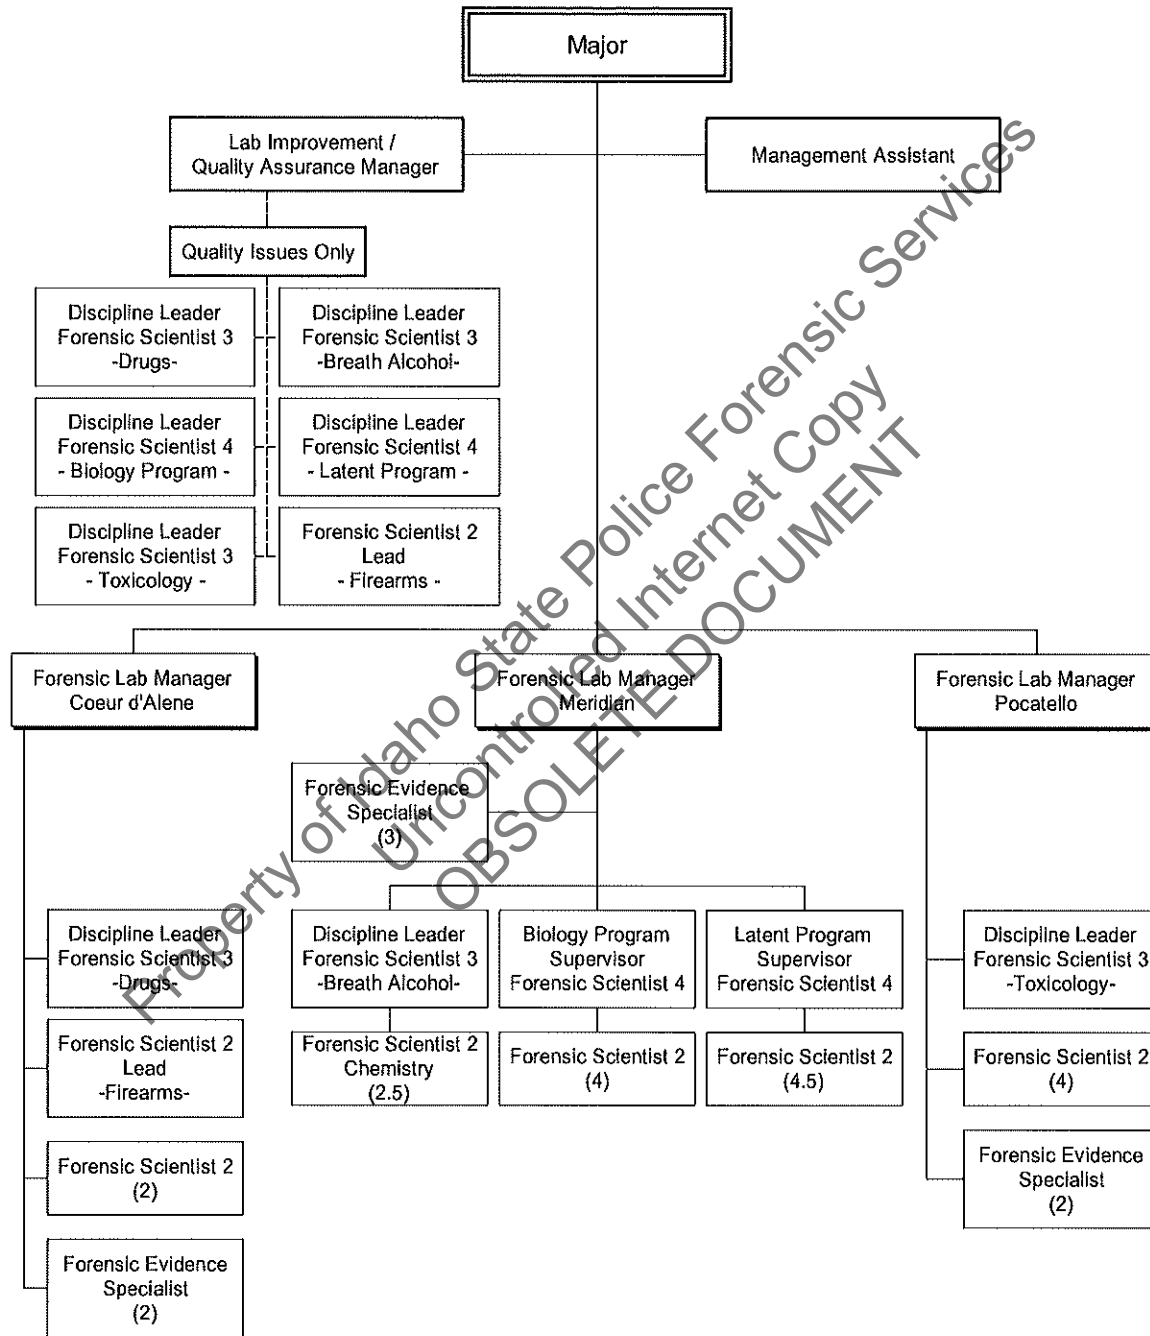 Major
Lab Improvement /
Quality Assurance Manager
Management Assistant
Quality Issues Only
Discipline Leader
Forensic Scientist 3
-Drugs-
Discipline Leader
Forensic Scientist 3
-Breath Alcohol-
Discipline Leader
Forensic Scientist 4
- Biology Program -
Discipline Leader
Forensic Scientist 4
- Latent Program -
Discipline Leader
Forensic Scientist 3
- Toxicology -
Forensic Scientist 2
Lead
- Firearms -
Forensic Lab Manager
Coeur d'Alene
Forensic Lab Manager
Meridian
Forensic Lab Manager
Pocatello
Forensic Evidence
Specialist
(3)
Discipline Leader
Forensic Scientist 3
-Drugs-
Forensic Scientist 2
Lead
-Firearms-
Forensic Scientist 2
(2)
Forensic Evidence
Specialist
(2)
Discipline Leader
Forensic Scientist 3
-Breath Alcohol-
Forensic Scientist 2
Chemistry
(2.5)
Biology Program
Supervisor
Forensic Scientist 4
Forensic Scientist 2
(4)
Latent Program
Supervisor
Forensic Scientist 4
Forensic Scientist 2
(4.5)
Discipline Leader
Forensic Scientist 3
-Toxicology-
Forensic Scientist 2
(4)
Forensic Evidence
Specialist
(2)
Property of Idaho State Police Forensic Services
Uncontrolled Internet Copy
OBSOLETE DOCUMENT